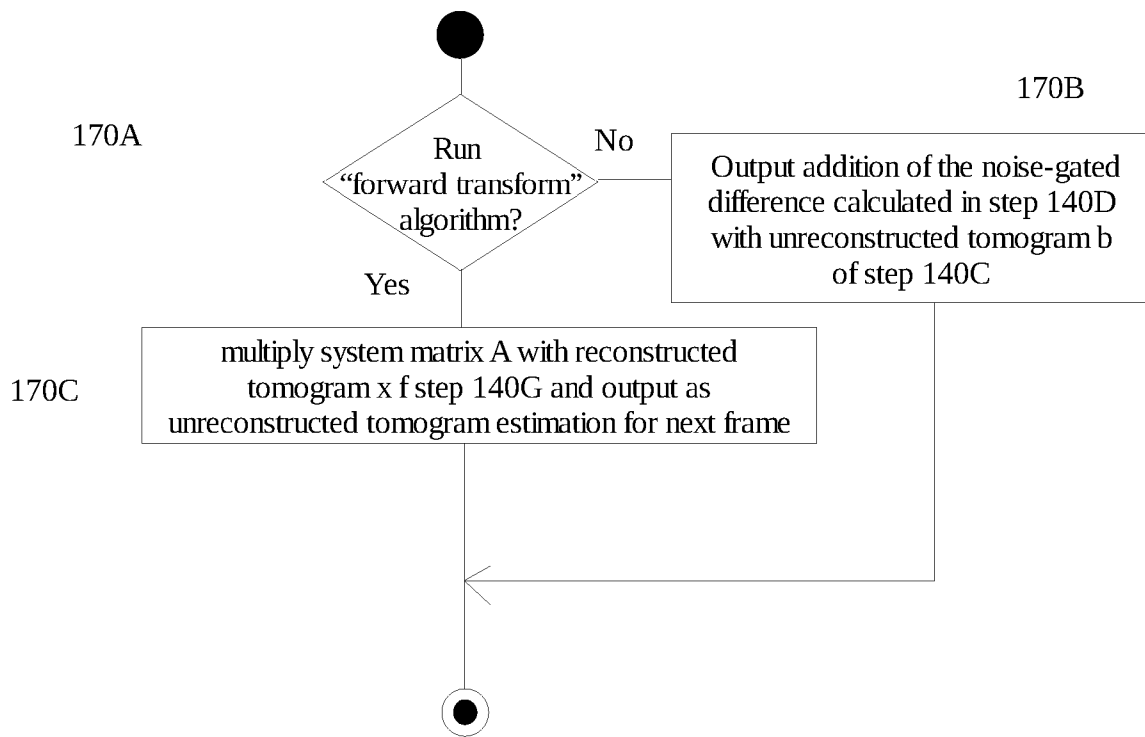 170B
170A
Run
“forward transform”
algorithm?
No
Output addition of the noise-gated
difference calculated in step 140D
with unreconstructed tomogram b
of step 140C
Yes
170C
multiply system matrix A with reconstructed
tomogram x f step 140G and output as
unreconstructed tomogram estimation for next frame